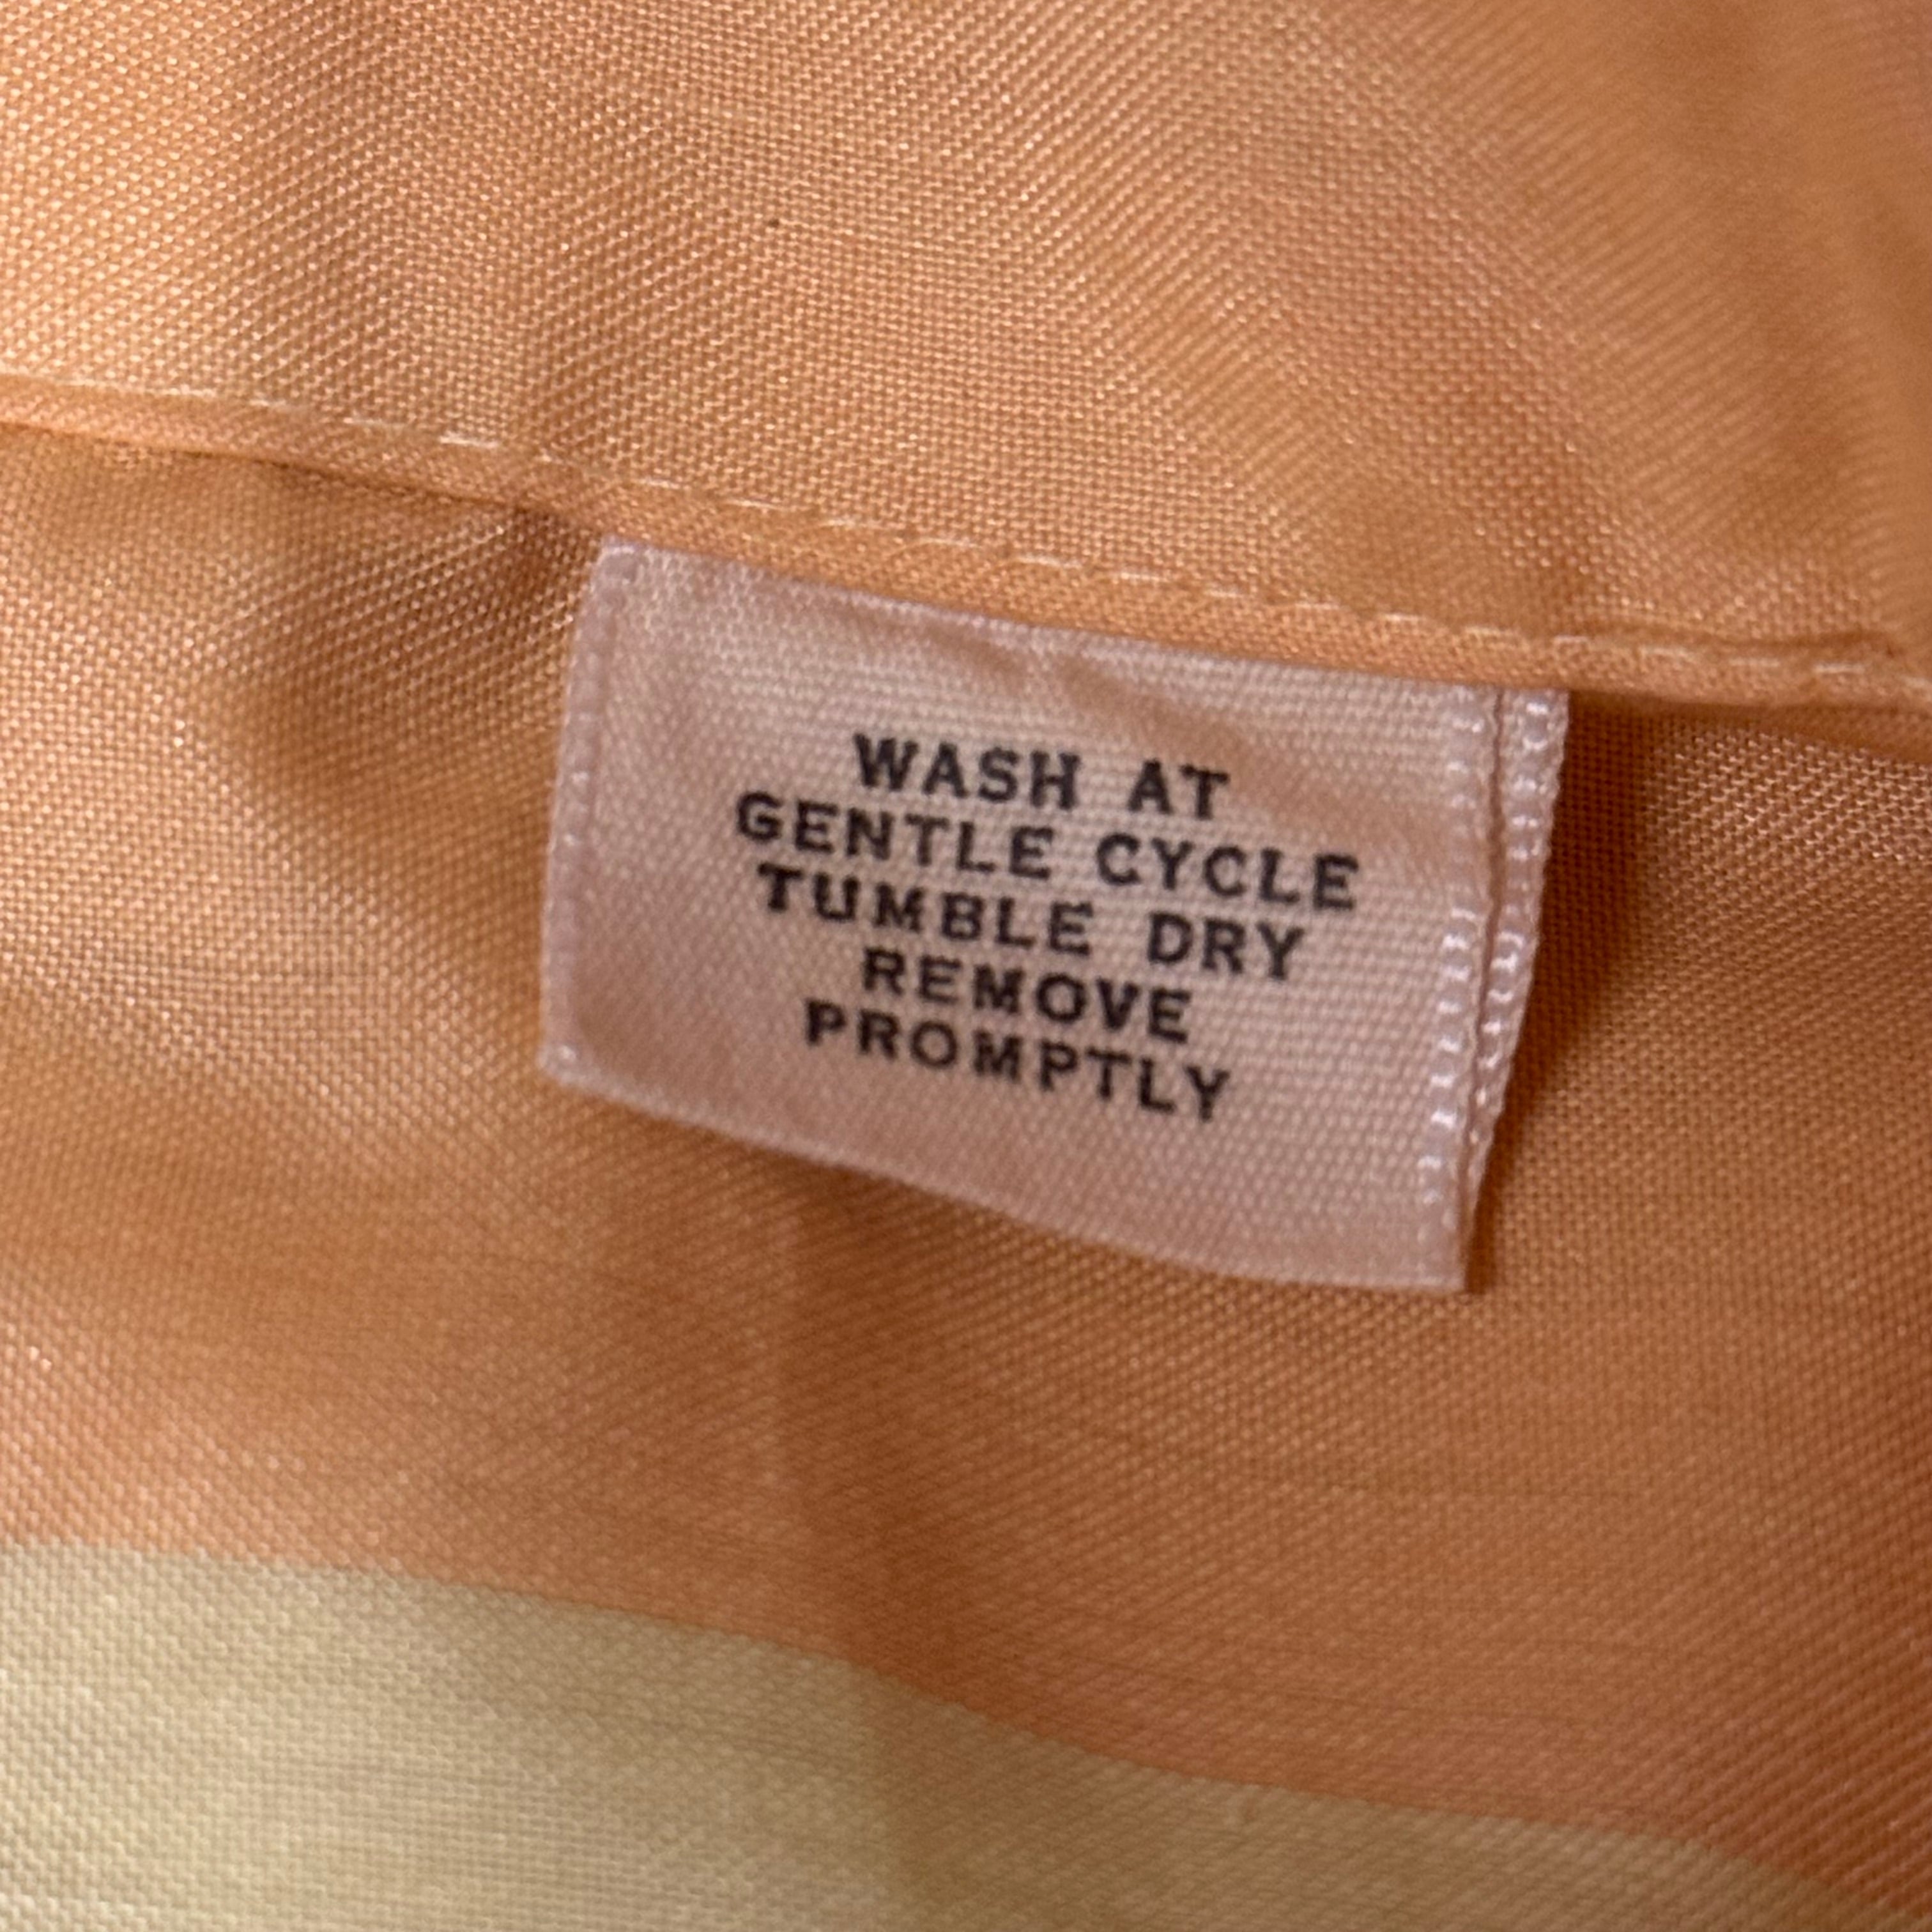 WASH AT
GENTLE CYCLE
TUMBLE DRY
REMOVE
PROMPTLY